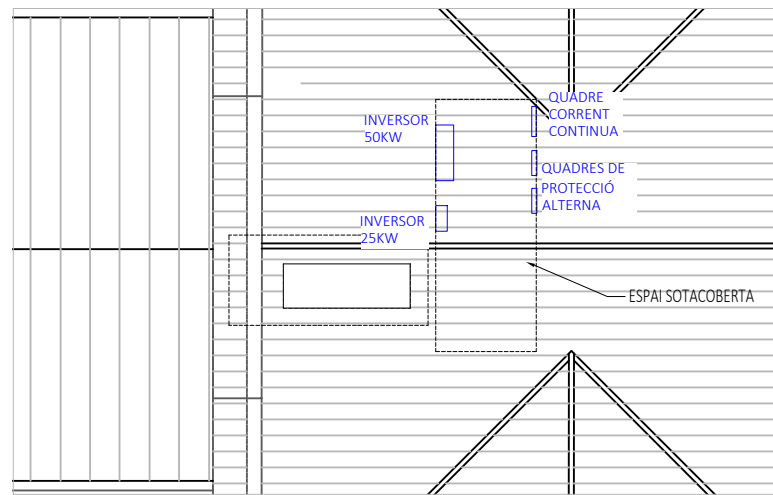 QUADRE
CORRENT
CONTINUA
INVERSOR
50KW
QUADRES DE
PROTECCIÓ
ALTERNA
INVERSOR
25KW
ESPAI SOTACOBERTA